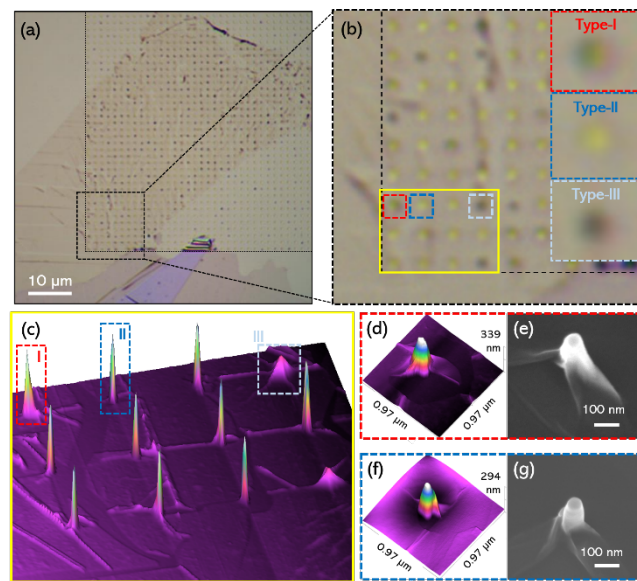 (a)
10 µm
(b)
Type-I
Type-II
Type-III
(c)
I
II
III
(d)
339
nm
0.97 µm
0.97 µm
(e)
100 nm
(f)
294
nm
0.97 µm
0.97 µm
(g)
100 nm